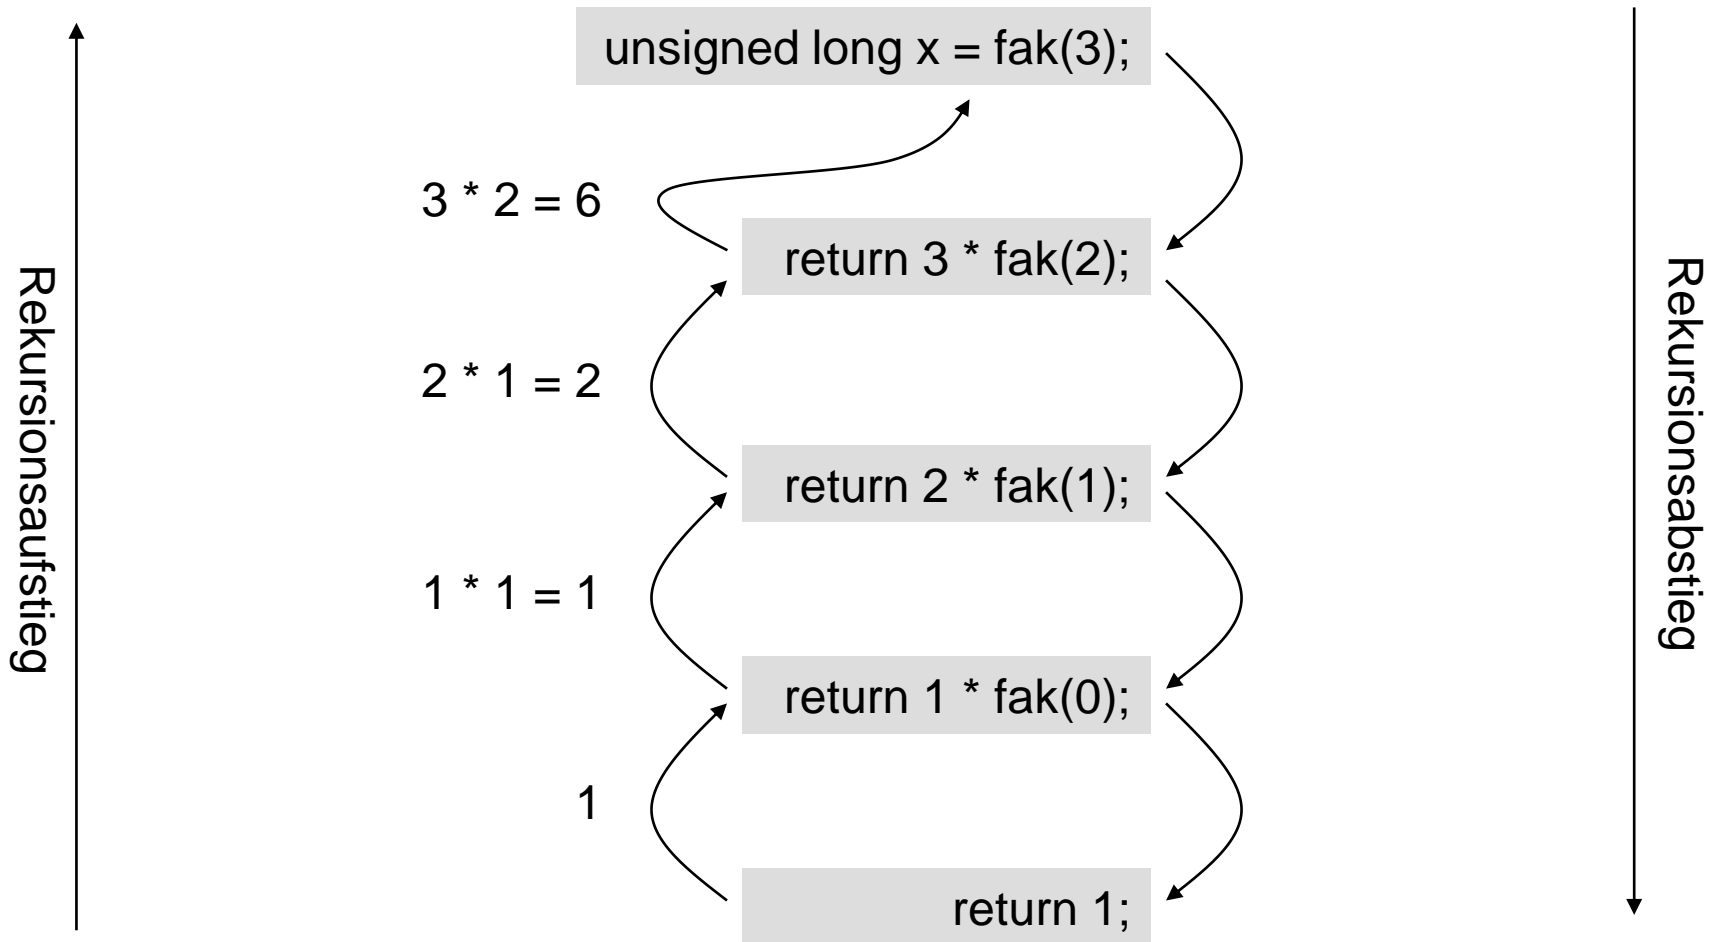 unsigned long x = fak(3);
3 * 2 = 6
return 3 * fak(2);
2 * 1 = 2
return 2 * fak(1);
1 * 1 = 1
return 1 * fak(0);
1
return 1;
Rekursionsaufstieg
Rekursionsabstieg